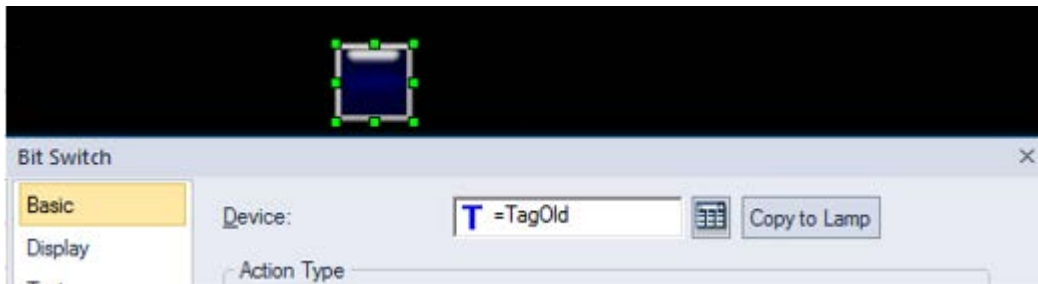 Bit Switch
Basic
Device: T =TagOld Copy to Lamp
Display
Action Type